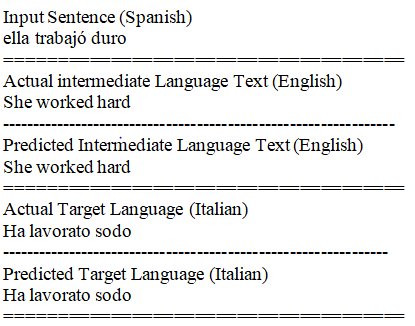 Input Sentence (Spanish)
ella trabajó duro
======================================
Actual intermediate Language Text (English)
She worked hard
-----------------------------------------------------------------
Predicted Intermediate Language Text (English)
She worked hard
======================================
Actual Target Language (Italian)
Ha lavorato sodo
----------------------------------------------------------------
Predicted Target Language (Italian)
Ha lavorato sodo
======================================